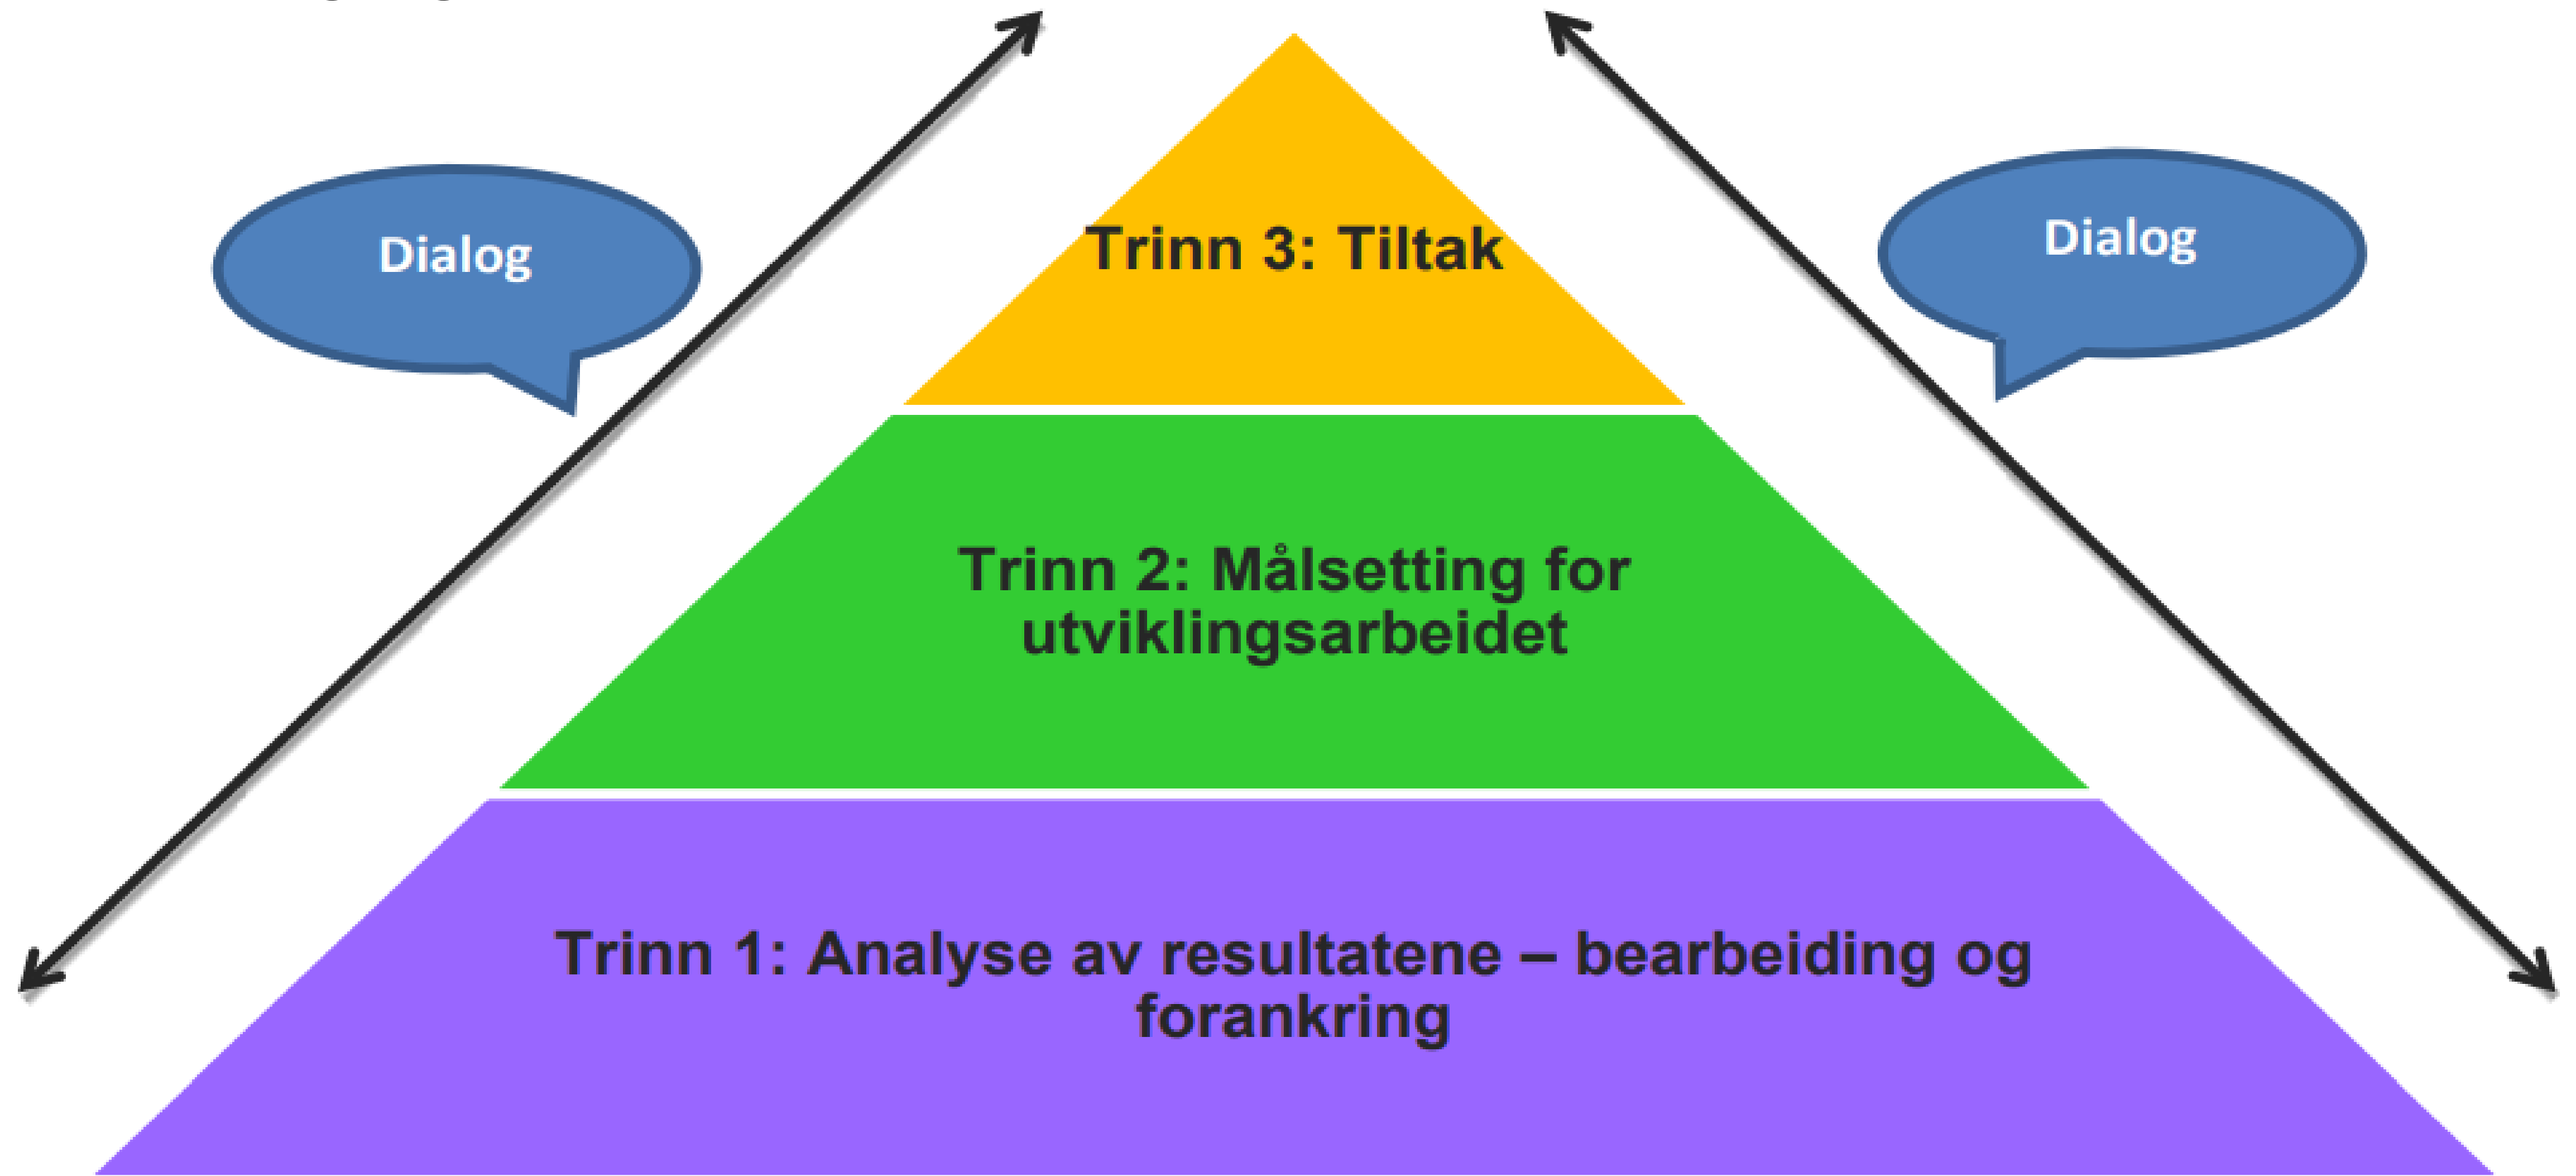 Dialog
Dialog
Trinn 3: Tiltak
Trinn 2: Målsetting for
utviklingsarbeidet
Trinn 1: Analyse av resultatene – bearbeiding og
forankring